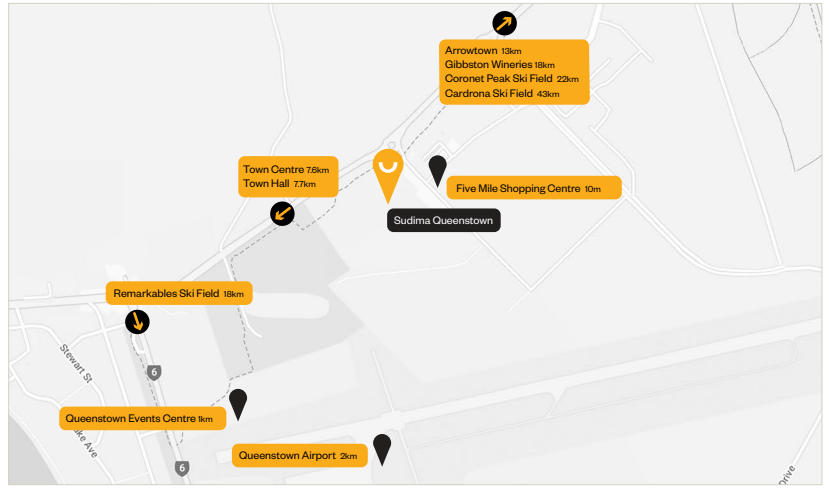 Arrowtown 13km
Gibbston Wineries 18km
Coronet Peak Ski Field 22km
Cardrona Ski Field 43km
Town Centre 7.6km
Town Hall 7.7km
Five Mile Shopping Centre 10m
Sudima Queenstown
Remarkables Ski Field 18km
Stewart St
6
Queenstown Events Centre 1km
Ave
Queenstown Airport 2km
6
Drive